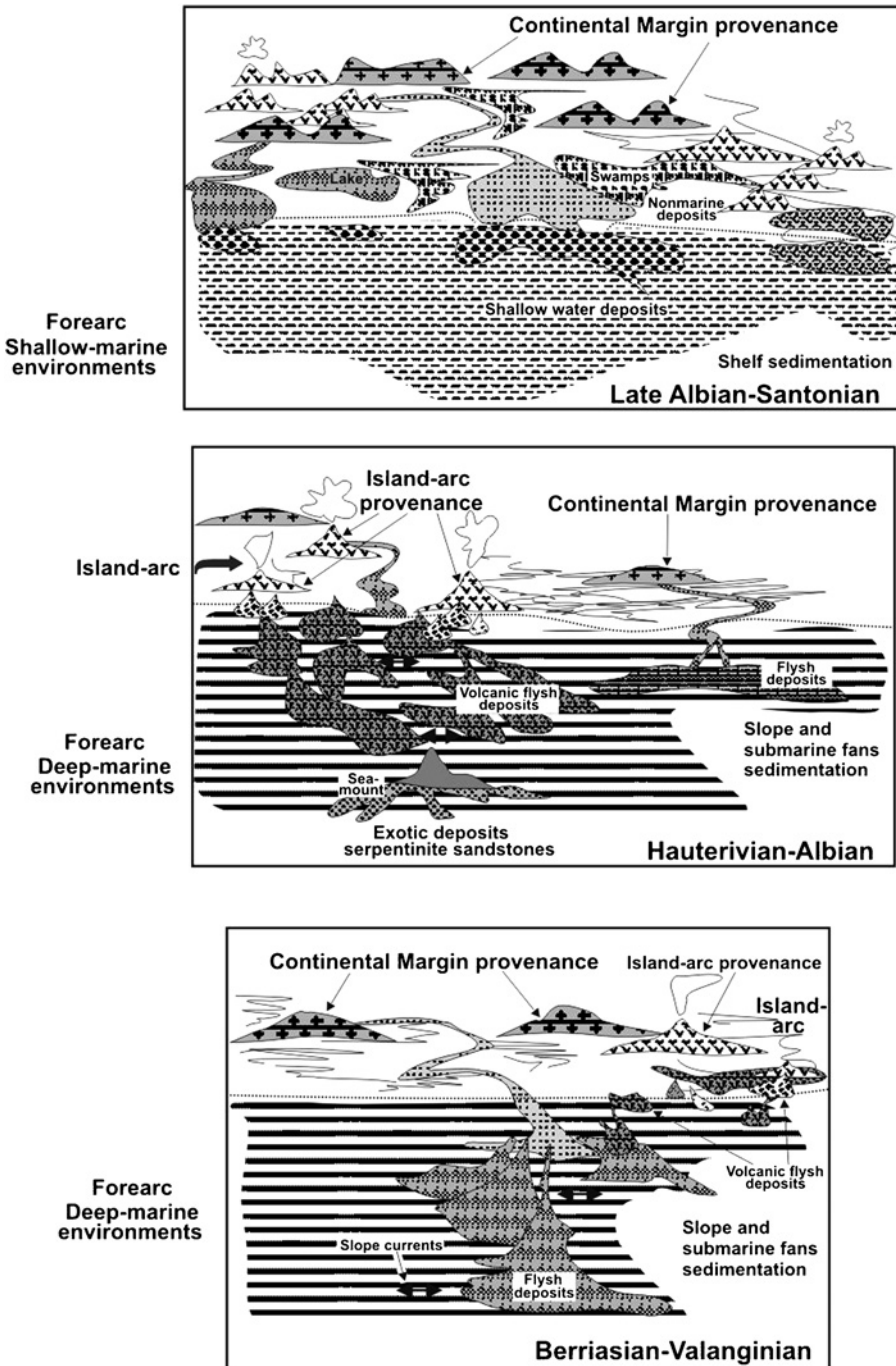 Continental Margin provenance
Lake
Swamps
Nonmarine
deposits
Shallow water deposits
Forearc
Shallow-marine
environments
Shelf sedimentation
Late Albian-Santonian
Island-arc
provenance
Continental Margin provenance
Island-arc
Flysh
deposits
Volcanic flysh
deposits
Forearc
Deep-marine
environments
Slope and
submarine fans
sedimentation
Sea-
mount
Exotic deposits
serpentinite sandstones
Hauterivian-Albian
Continental Margin provenance
Island-arc provenance
Island-
arc
Volcanic flysh
deposits
Forearc
Deep-marine
environments
Slope and
submarine fans
sedimentation
Slope currents
Flysh
deposits
Berriasian-Valanginian